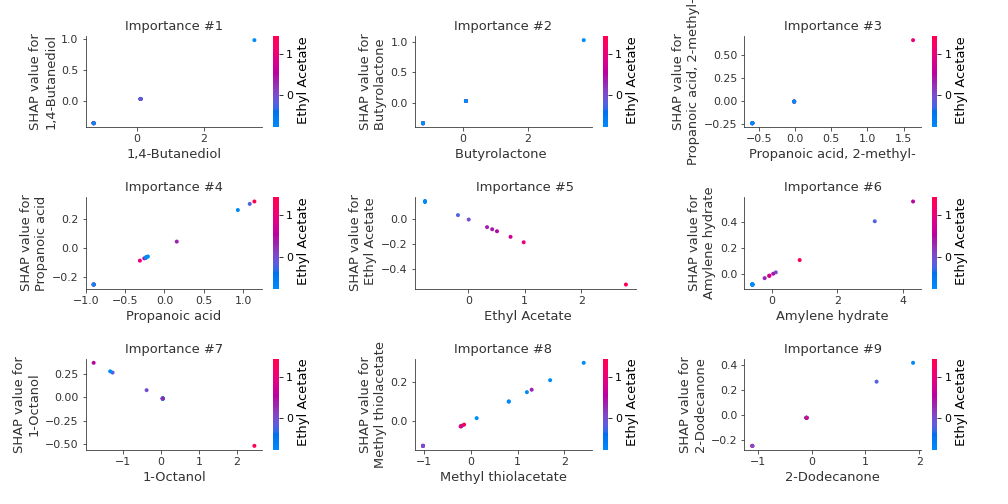 Importance #1
SHAP value for
1,4-Butanediol
1.0
0.5
0.0
0
2
1,4-Butanediol
1
0
Ethyl Acetate
Importance #2
SHAP value for
Butyrolactone
1.0
0.5
0.0
0
2
Butyrolactone
1
0
Ethyl Acetate
Importance #3
SHAP value for
Propanoic acid, 2-methyl-
0.50
0.25
0.00
−0.25
−0.5
0.0
0.5
1.0
1.5
Propanoic acid, 2-methyl-
1
0
Ethyl Acetate
Importance #4
SHAP value for
Propanoic acid
0.2
0.0
−0.2
−1.0
−0.5
0.0
0.5
1.0
Propanoic acid
1
0
Ethyl Acetate
Importance #5
SHAP value for
Ethyl Acetate
0.0
−0.2
−0.4
0
1
2
Ethyl Acetate
1
0
Ethyl Acetate
Importance #6
SHAP value for
Amylene hydrate
0.4
0.2
0.0
0
2
4
Amylene hydrate
1
0
Ethyl Acetate
Importance #7
SHAP value for
1-Octanol
0.25
0.00
−0.25
−0.50
−1
0
1
2
1-Octanol
1
0
Ethyl Acetate
Importance #8
SHAP value for
Methyl thiolacetate
0.2
0.0
−1
0
1
2
Methyl thiolacetate
1
0
Ethyl Acetate
Importance #9
SHAP value for
2-Dodecanone
0.4
0.2
0.0
−0.2
−1
0
1
2
2-Dodecanone
1
0
Ethyl Acetate